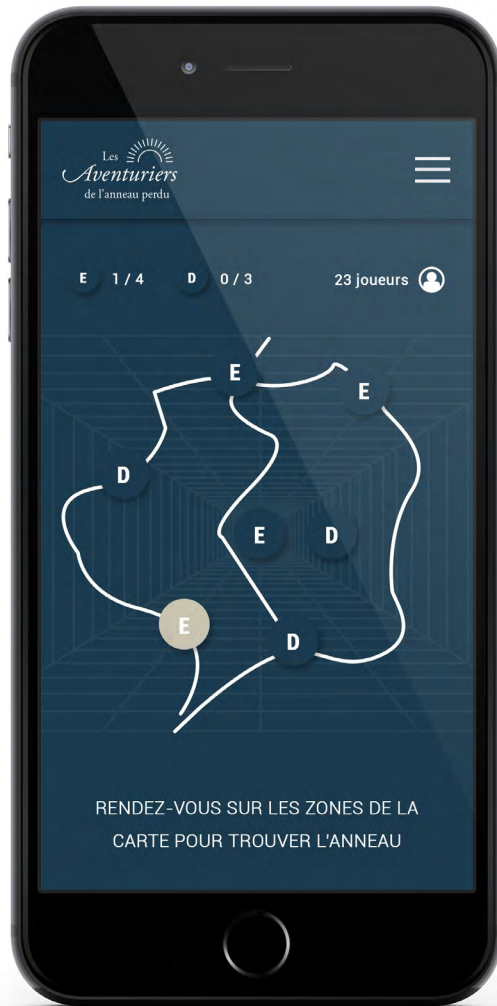 Les
Aventuriers
de l'anneau perdu
E 1 / 4 D 0 / 3 23 joueurs
E
E
D
E D
E
D
RENDEZ-VOUS SUR LES ZONES DE LA
CARTE POUR TROUVER L'ANNEAU